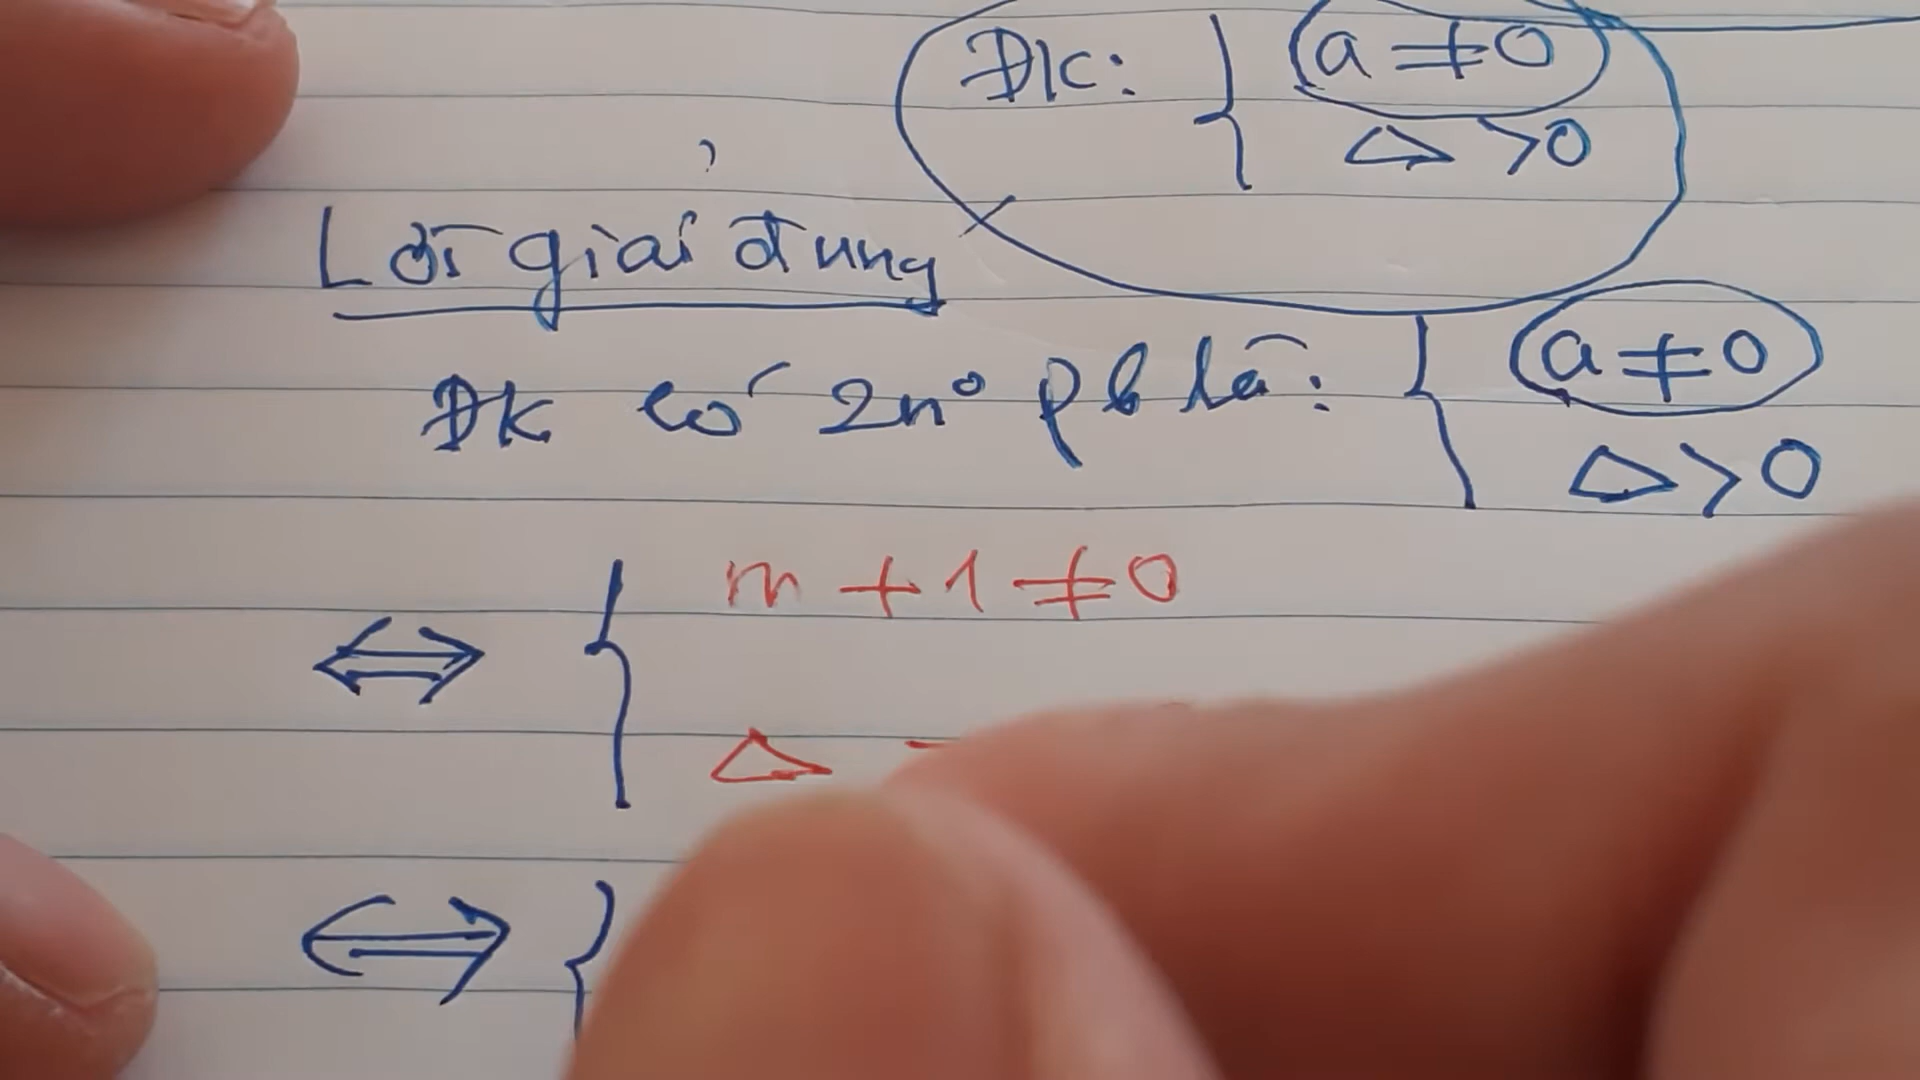 ĐK: { a ≠ 0
Δ > 0
Lời giải đúng
ĐK có 2n° pb là: { a ≠ 0
Δ > 0
⇔ { m + 1 ≠ 0
Δ
⇔ {